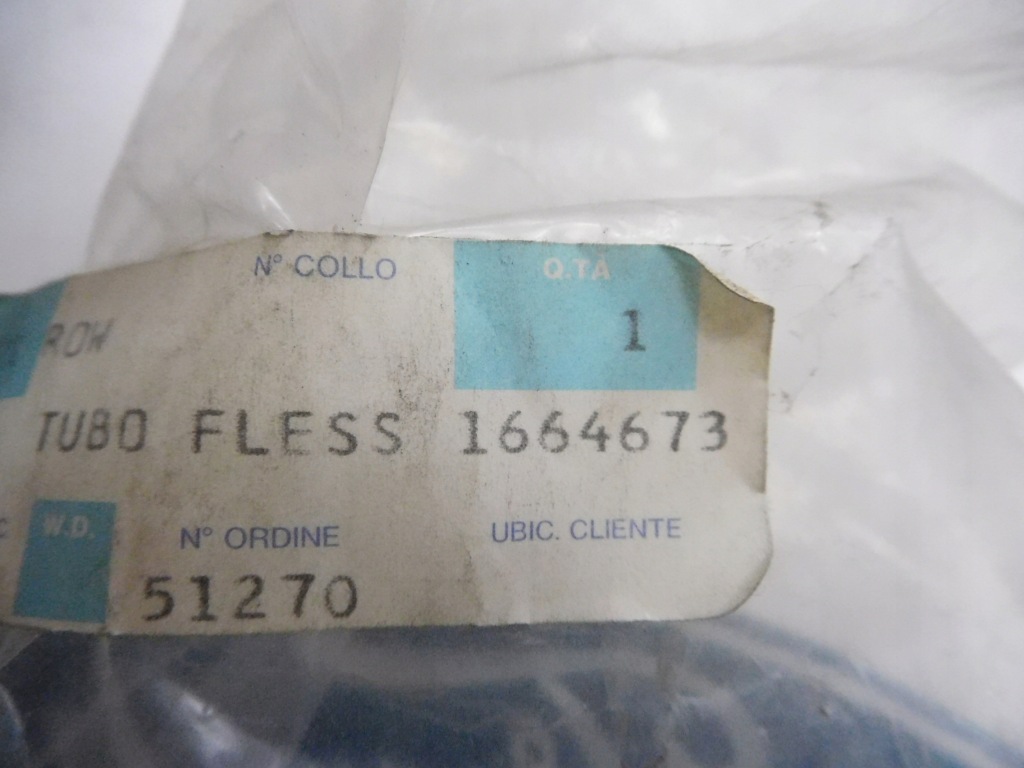 N° COLLO Q.TÀ
ROW 1
TUBO FLESS 1664673
W.D. N° ORDINE UBIC. CLIENTE
51270